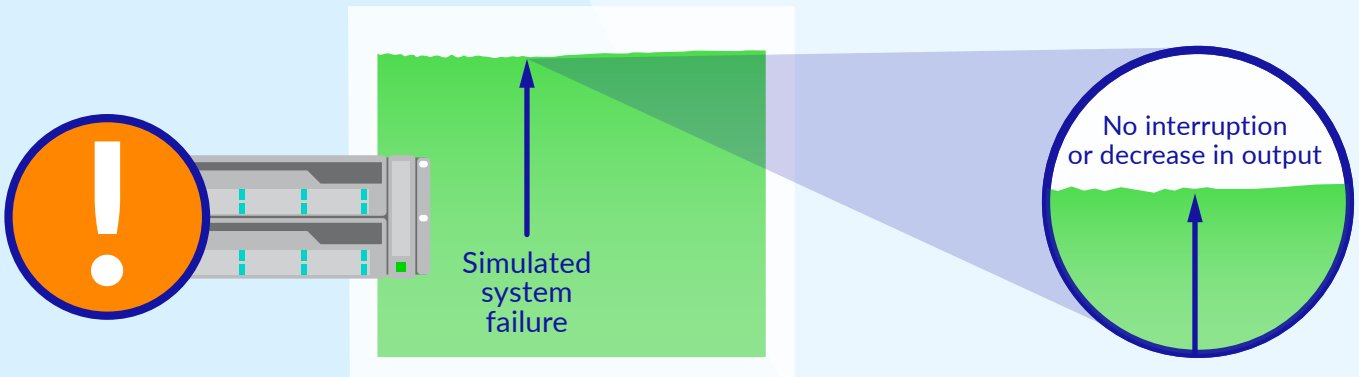 No interruption
or decrease in output
Simulated
system
failure